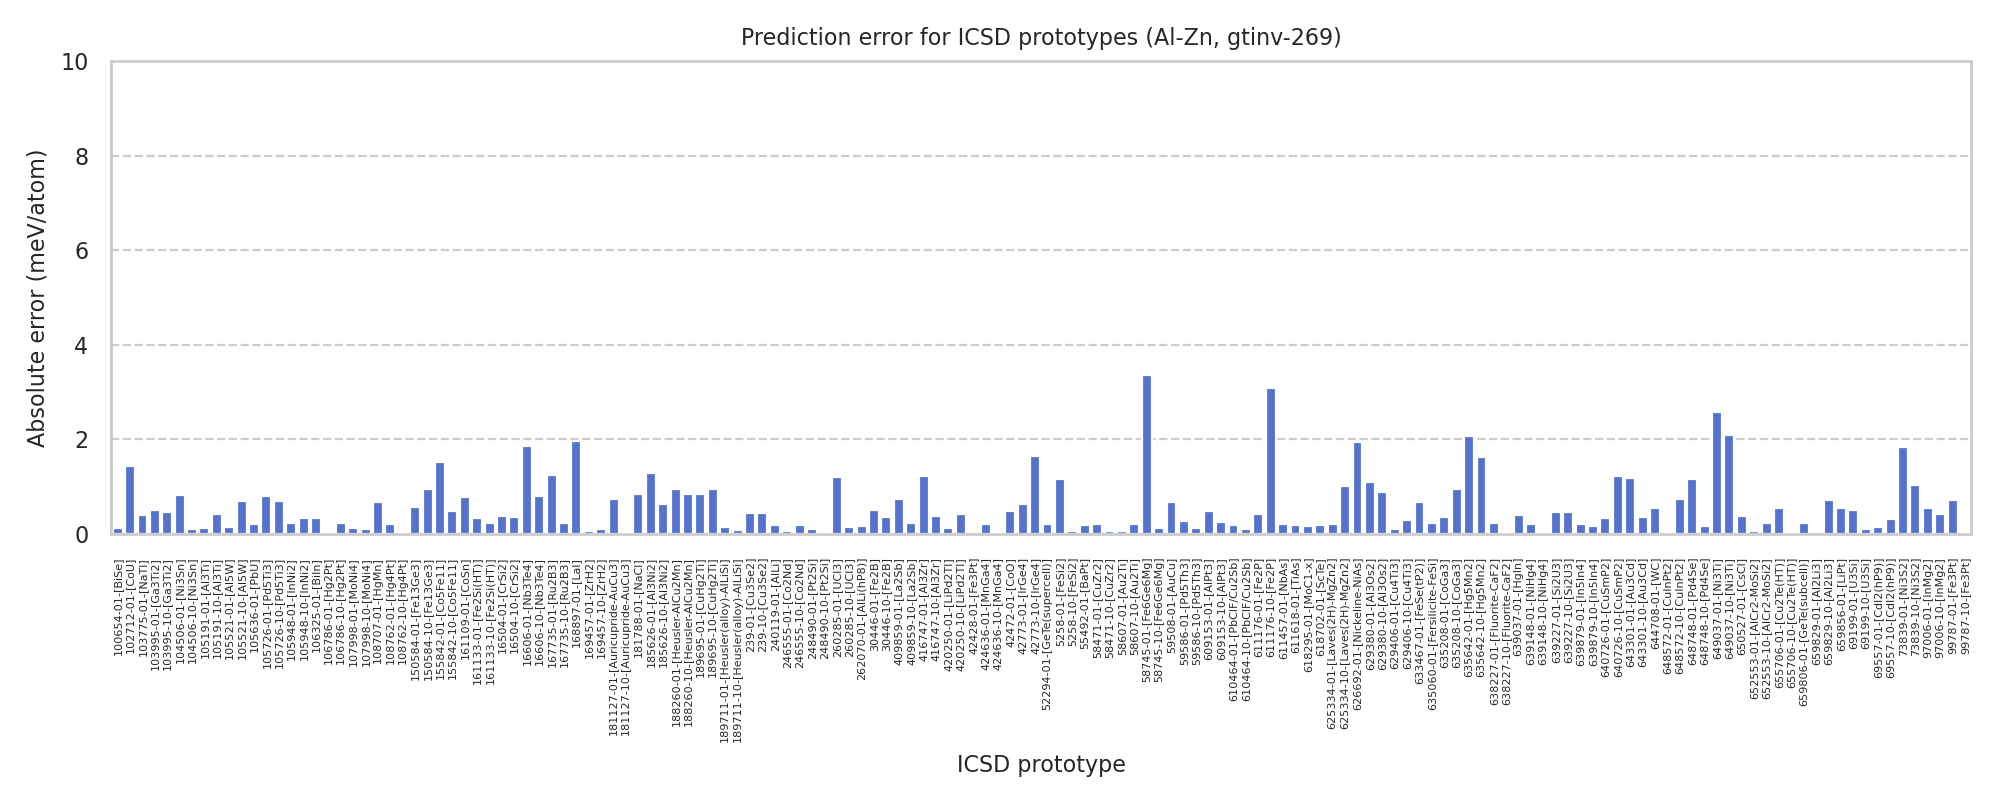 Prediction error for ICSD prototypes (Al-Zn, gtinv-269)
Absolute error (meV/atom)
10
8
6
4
2
0
100654-01-[BiSe]
102712-01-[CoU]
103775-01-[NaTl]
103995-01-[Ga3Ti2]
103995-10-[Ga3Ti2]
104506-01-[Ni3Sn]
104506-10-[Ni3Sn]
105191-01-[Al3Ti]
105191-10-[Al3Ti]
105521-01-[Al5W]
105521-10-[Al5W]
105636-01-[PbU]
105726-01-[Pd5Ti3]
105726-10-[Pd5Ti3]
105948-01-[InNi2]
105948-10-[InNi2]
106325-01-[BiIn]
106786-01-[Hg2Pt]
106786-10-[Hg2Pt]
107998-01-[MoNi4]
107998-10-[MoNi4]
108707-01-[HgMn]
108762-01-[Hg4Pt]
108762-10-[Hg4Pt]
150584-01-[Fe13Ge3]
150584-10-[Fe13Ge3]
155842-01-[Co5Fe11]
155842-10-[Co5Fe11]
161109-01-[CoSn]
161133-01-[Fe2Si(HT)]
161133-10-[Fe2Si(HT)]
16504-01-[CrSi2]
16504-10-[CrSi2]
16606-01-[Nb3Te4]
16606-10-[Nb3Te4]
167735-01-[Ru2B3]
167735-10-[Ru2B3]
168897-01-[LaI]
169457-01-[ZrH2]
169457-10-[ZrH2]
181127-01-[Auricupride-AuCu3]
181127-10-[Auricupride-AuCu3]
181788-01-[NaCl]
185626-01-[Al3Ni2]
185626-10-[Al3Ni2]
188260-01-[Heusler-AlCu2Mn]
188260-10-[Heusler-AlCu2Mn]
189695-01-[CuHg2Ti]
189695-10-[CuHg2Ti]
189711-01-[Heusler(alloy)-AlLiSi]
189711-10-[Heusler(alloy)-AlLiSi]
239-01-[Cu3Se2]
239-10-[Cu3Se2]
240119-01-[AlLi]
246555-01-[Co2Nd]
246555-10-[Co2Nd]
248490-01-[Pt2Si]
248490-10-[Pt2Si]
260285-01-[UCl3]
260285-10-[UCl3]
262070-01-[AlLi(hP8)]
30446-01-[Fe2B]
30446-10-[Fe2B]
409859-01-[La2Sb]
409859-10-[La2Sb]
416747-01-[Al3Zr]
416747-10-[Al3Zr]
420250-01-[LiPd2Tl]
420250-10-[LiPd2Tl]
42428-01-[Fe3Pt]
424636-01-[MnGa4]
424636-10-[MnGa4]
42472-01-[CoO]
42773-01-[IrGe4]
42773-10-[IrGe4]
52294-01-[GeTe(supercell)]
5258-01-[FeSi2]
5258-10-[FeSi2]
55492-01-[BaPt]
58471-01-[CuZr2]
58471-10-[CuZr2]
58607-01-[Au2Ti]
58607-10-[Au2Ti]
58745-01-[Fe6Ge6Mg]
58745-10-[Fe6Ge6Mg]
59508-01-[AuCu]
59586-01-[Pd5Th3]
59586-10-[Pd5Th3]
609153-01-[AlPt3]
609153-10-[AlPt3]
610464-01-[PbClF/Cu2Sb]
610464-10-[PbClF/Cu2Sb]
611176-01-[Fe2P]
611176-10-[Fe2P]
611457-01-[NbAs]
611618-01-[TiAs]
618295-01-[MoC1-x]
618702-01-[ScTe]
625334-01-[Laves(2H)-MgZn2]
625334-10-[Laves(2H)-MgZn2]
626692-01-[Nickeline-NiAs]
629380-01-[Al3Os2]
629380-10-[Al3Os2]
629406-01-[Cu4Ti3]
629406-10-[Cu4Ti3]
633467-01-[FeSe(tP2)]
635060-01-[Fersilicite-FeSi]
635208-01-[CoGa3]
635208-10-[CoGa3]
635642-01-[Hg5Mn2]
635642-10-[Hg5Mn2]
638227-01-[Fluorite-CaF2]
638227-10-[Fluorite-CaF2]
639037-01-[HgIn]
639148-01-[NiHg4]
639148-10-[NiHg4]
639227-01-[Si2U3]
639227-10-[Si2U3]
639879-01-[In5In4]
639879-10-[In5In4]
640726-01-[CuSmP2]
640726-10-[CuSmP2]
643301-01-[Au3Cd]
643301-10-[Au3Cd]
644708-01-[WC]
648572-01-[CuInPt2]
648572-10-[CuInPt2]
648748-01-[Pd4Se]
648748-10-[Pd4Se]
649037-01-[Ni3Ti]
649037-10-[Ni3Ti]
650527-01-[CsCl]
652553-01-[AlCr2-MoSi2]
652553-10-[AlCr2-MoSi2]
655706-01-[Cu2Te(HT)]
655706-10-[Cu2Te(HT)]
659806-01-[GeTe(subcell)]
659829-01-[Al2Li3]
659829-10-[Al2Li3]
659856-01-[LiPt]
69199-01-[U3Si]
69199-10-[U3Si]
69557-01-[CdI2(hP9)]
69557-10-[CdI2(hP9)]
73839-01-[Ni3S2]
73839-10-[Ni3S2]
97006-01-[InMg2]
97006-10-[InMg2]
99787-01-[Fe3Pt]
99787-10-[Fe3Pt]
ICSD prototype